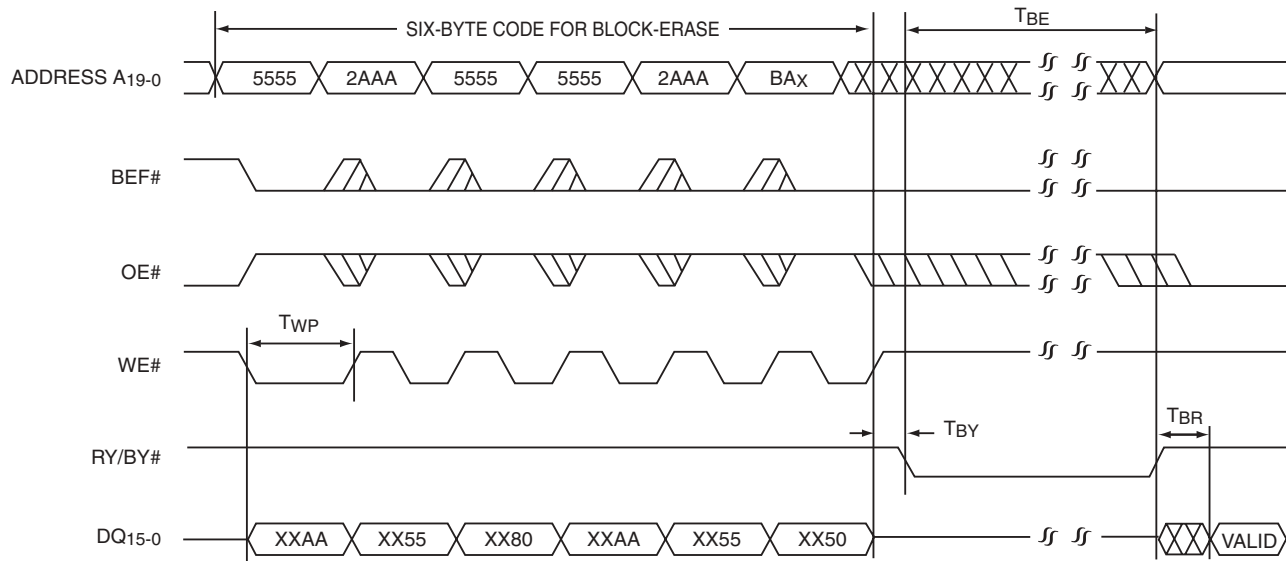 SIX-BYTE CODE FOR BLOCK-ERASE
TBE
ADDRESS A19-0
5555 2AAA 5555 5555 2AAA BAX
BEF#
OE#
TWP
WE#
TBY
TBR
RY/BY#
DQ15-0
XXAA XX55 XX80 XXAA XX55 XX50 VALID